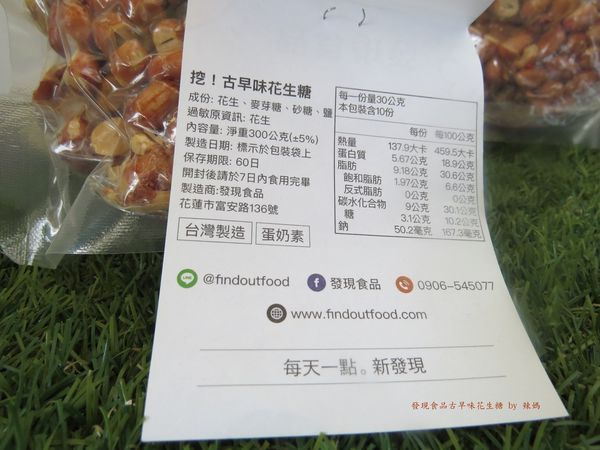 挖！古早味花生糖
成份: 花生、麥芽糖、砂糖、鹽
過敏原資訊: 花生
內容量: 淨重300公克(±5%)
製造日期: 標示於包裝袋上
保存期限: 60日
開封後請於7日內食用完畢
製造商:發現食品
花蓮市富安路136號
台灣製造 蛋奶素
每一份量30公克
本包裝含10份
每份 每100公克
熱量 137.9大卡 459.5大卡
蛋白質 5.67公克 18.9公克
脂肪 9.18公克 30.6公克
飽和脂肪 1.97公克 6.6公克
反式脂肪 0公克 0公克
碳水化合物 9公克 30.1公克
糖 3.1公克 10.2公克
鈉 50.2毫克 167.3毫克
LINE @findoutfood f 發現食品 0906-545077
www.findoutfood.com
每天一點。新發現
發現食品古早味花生糖 by 辣媽